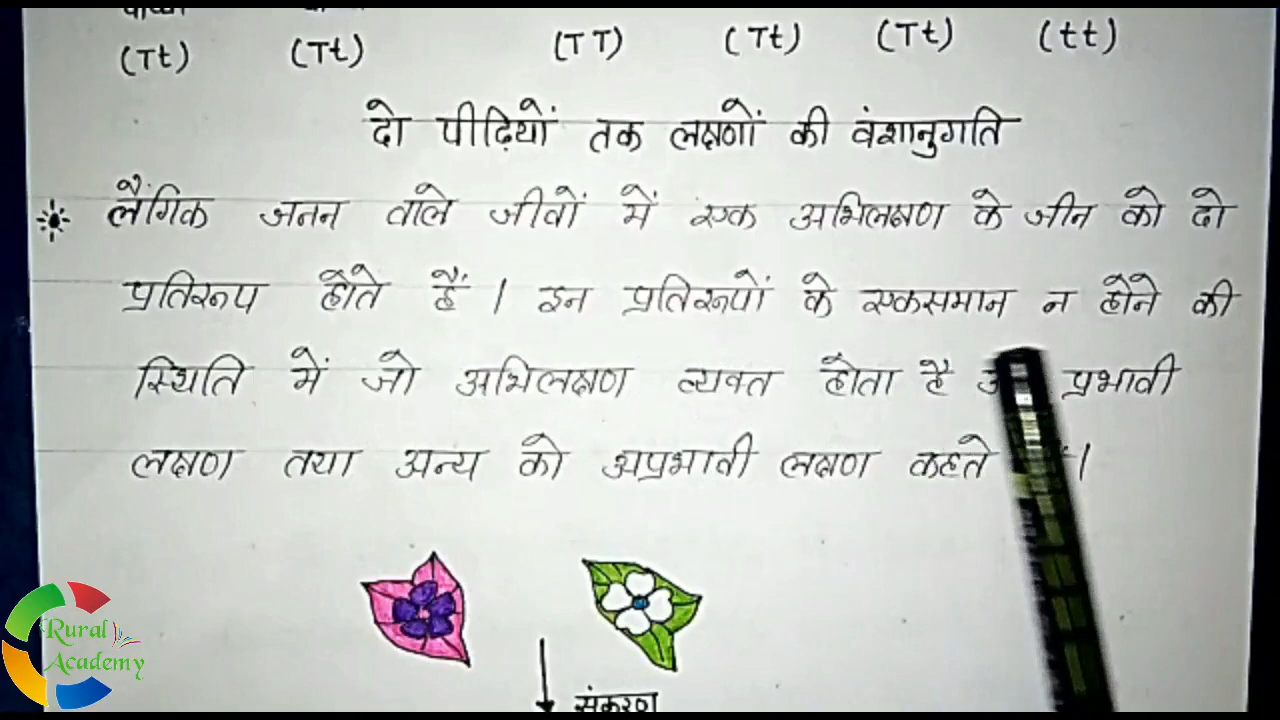 (Tt) (Tt) (TT) (Tt) (Tt) (tt)
दो पीढ़ियों तक लक्षणों की वंशानुगति
लैंगिक जनन वाले जीवों में एक अभिलक्षण के जीन को दो
प्रतिरूप होते हैं । इन प्रतिरूपों के एकसमान न होने की
स्थिति में जो अभिलक्षण व्यक्त होता है प्रभावी
लक्षण तथा अन्य को अप्रभावी लक्षण कहते ।
संकरण
Rural
Academy